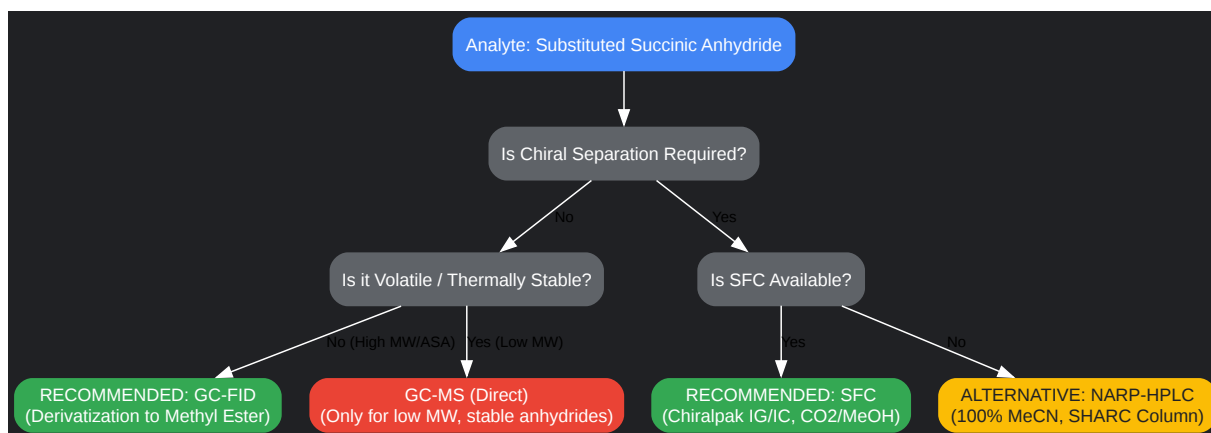 Analyte: Substituted Succinic Anhydride
Is Chiral Separation Required?
No
Yes
Is it Volatile / Thermally Stable?
Is SFC Available?
No (High MW/ASA)
Yes (Low MW)
Yes
No
RECOMMENDED: GC-FID
(Derivatization to Methyl Ester)
GC-MS (Direct)
(Only for low MW, stable anhydrides)
RECOMMENDED: SFC
(Chiralpak IG/IC, CO2/MeOH)
ALTERNATIVE: NARP-HPLC
(100% MeCN, SHARC Column)